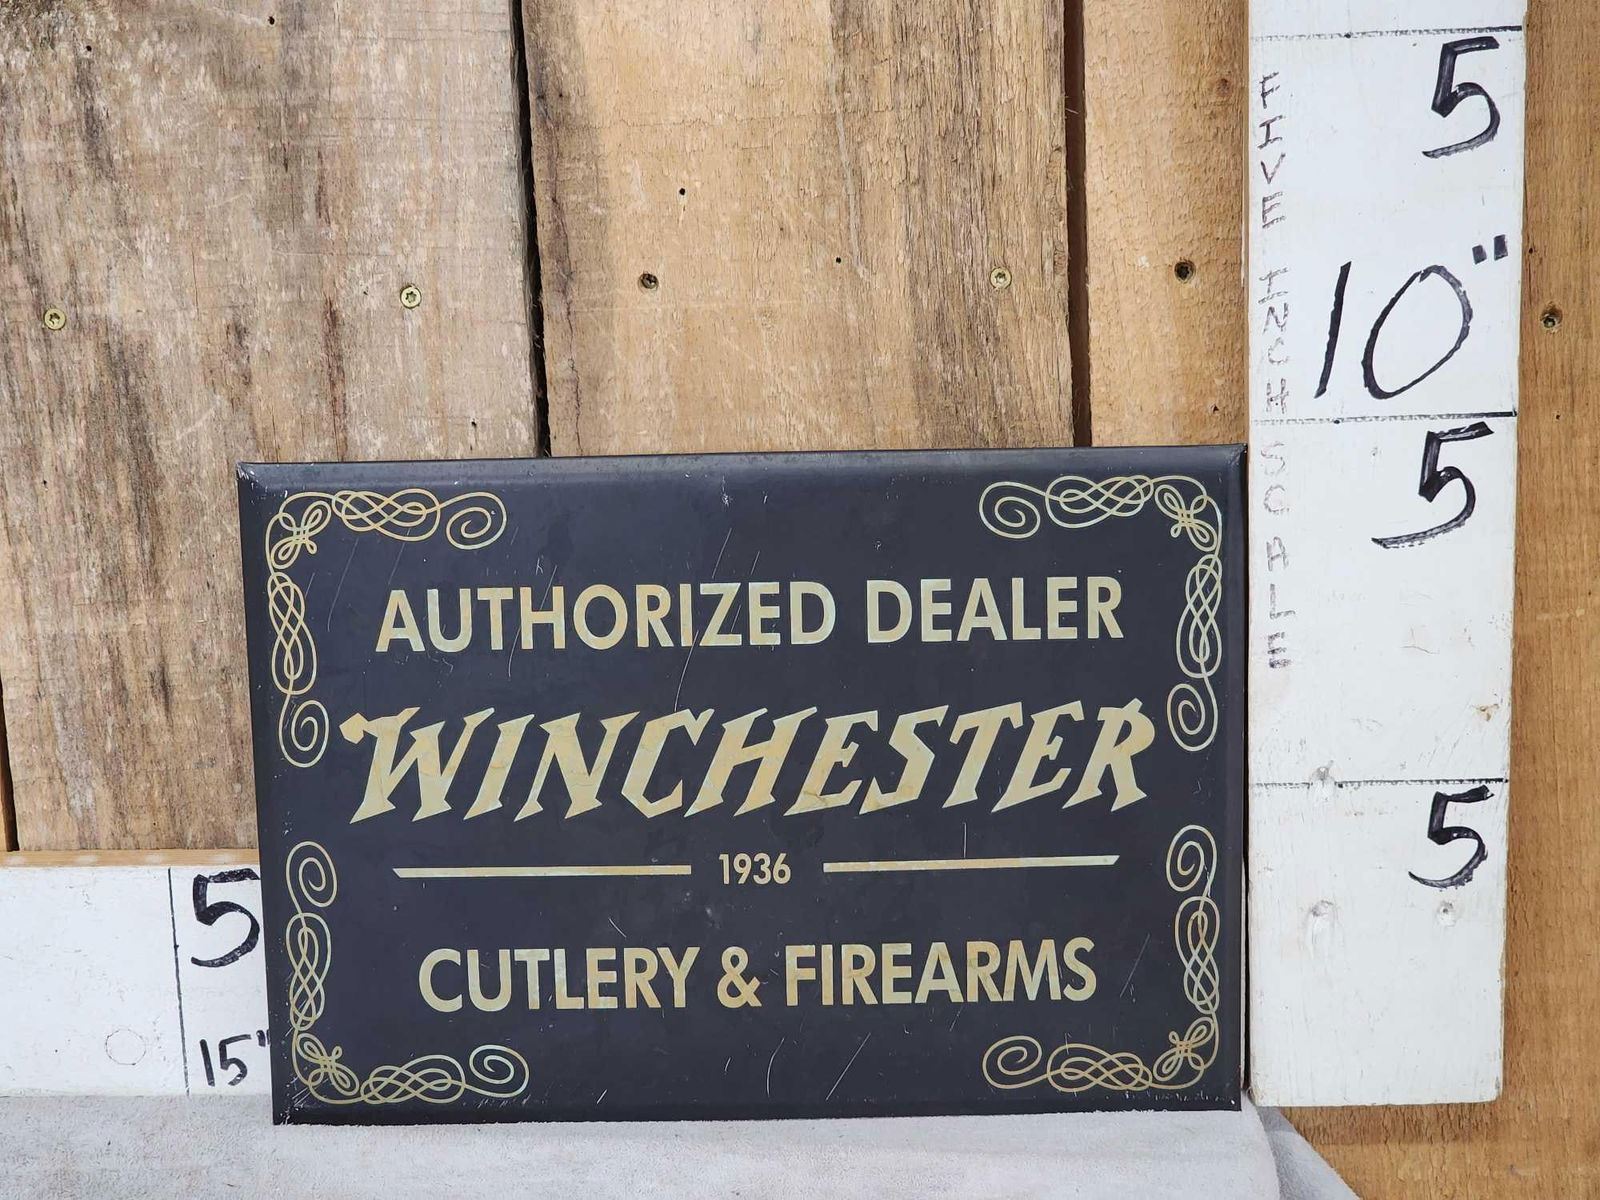 5
FIVE INCH SCALE
10"
5
AUTHORIZED DEALER
WINCHESTER
1936
5
5
CUTLERY & FIREARMS
15"